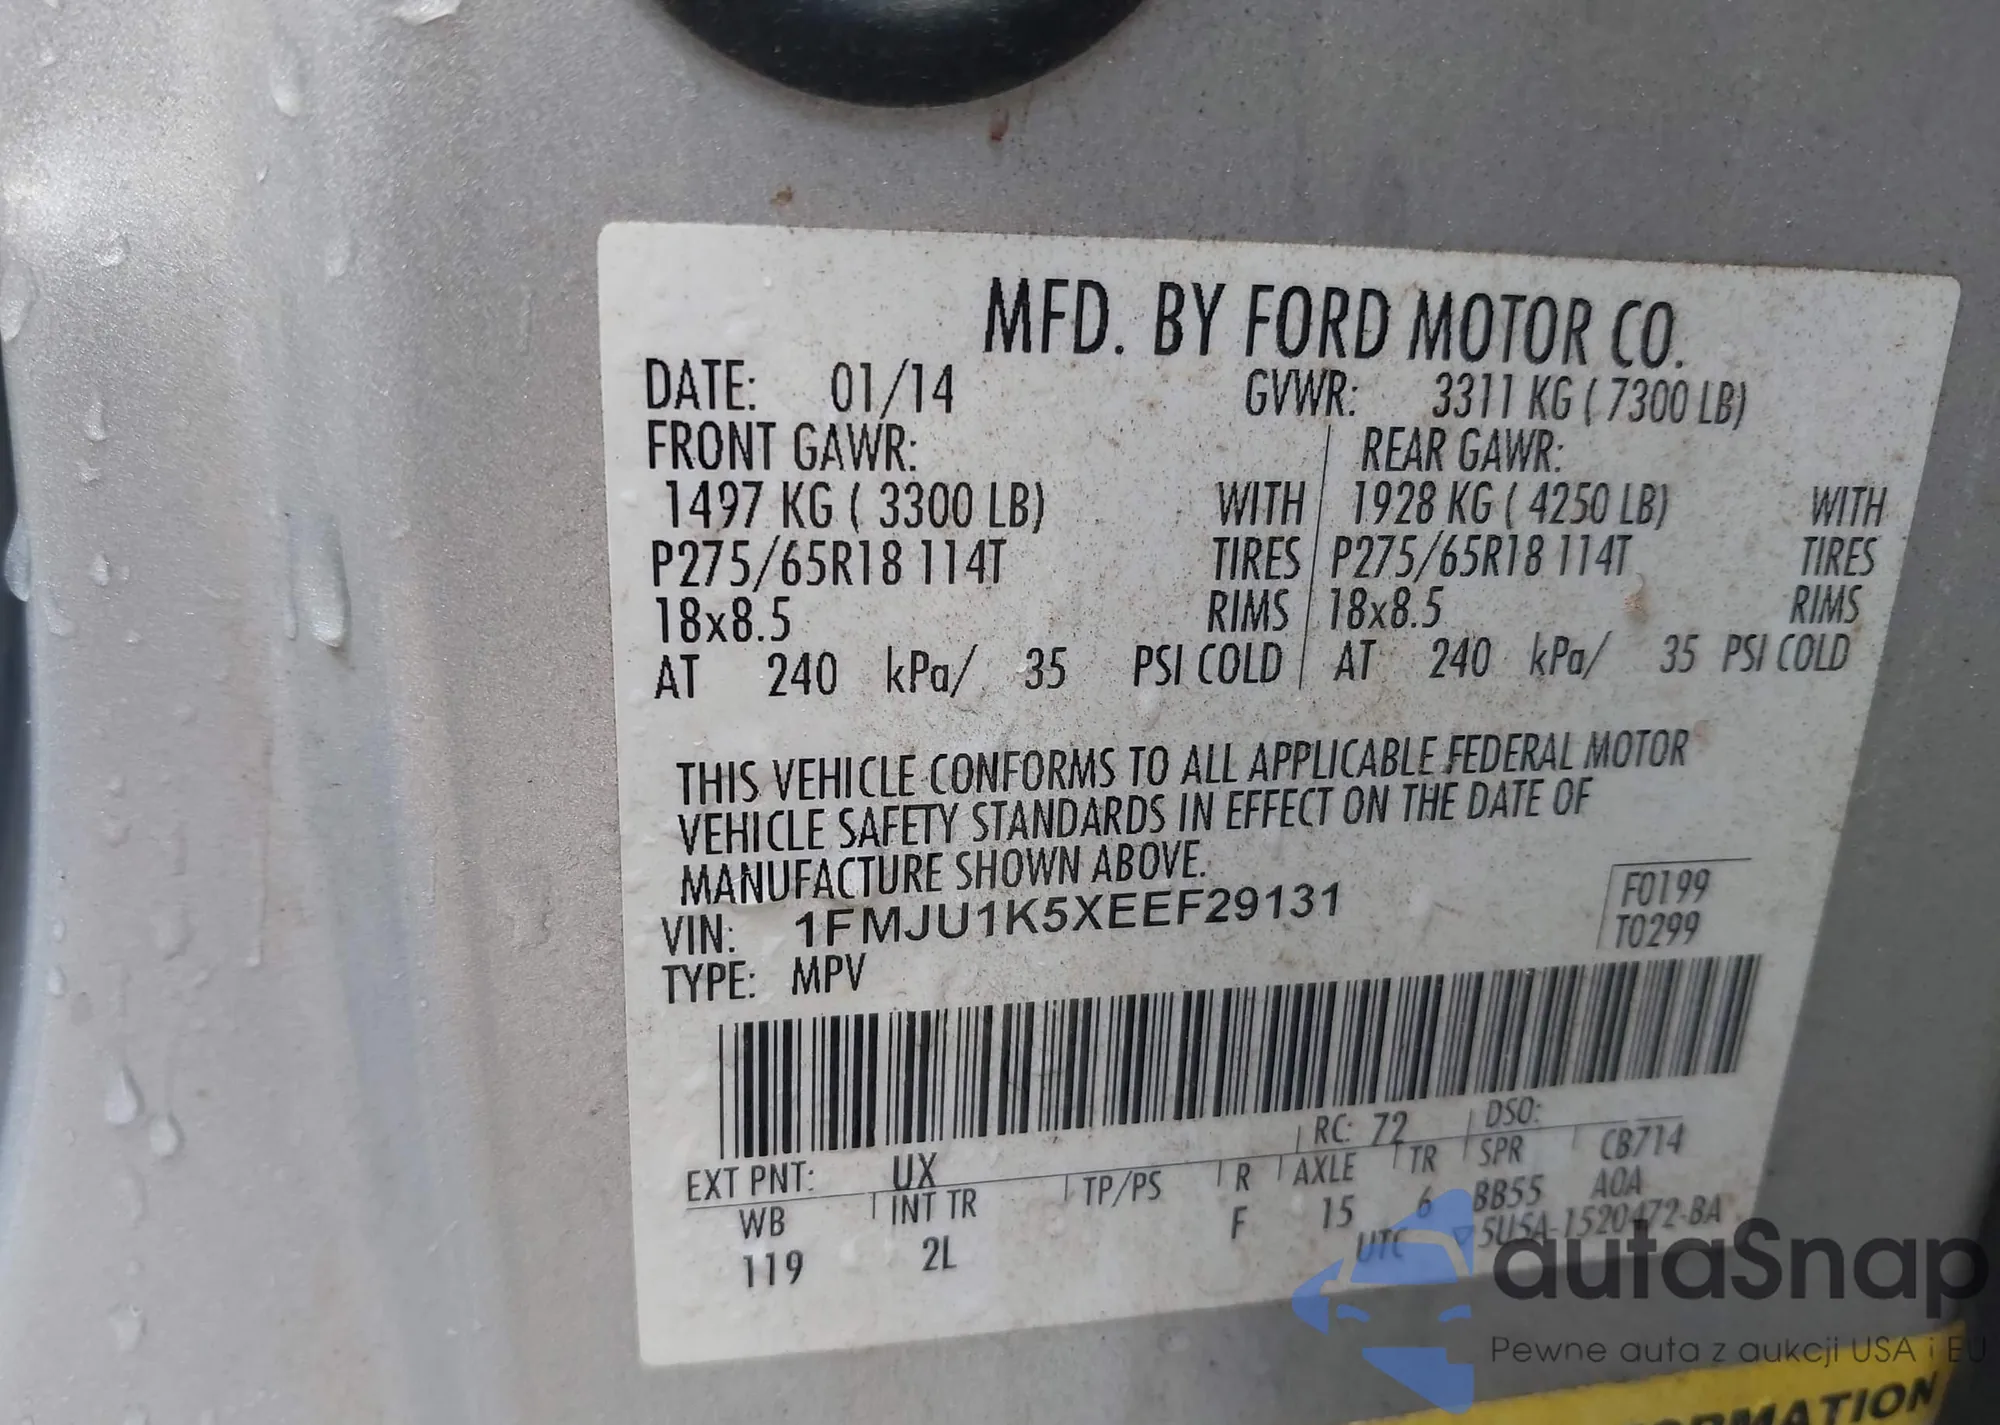 MFD. BY FORD MOTOR CO.
DATE: 01/14 GVWR: 3311 KG ( 7300 LB)
FRONT GAWR: REAR GAWR:
1497 KG ( 3300 LB) WITH 1928 KG ( 4250 LB) WITH
P275/65R18 114T TIRES P275/65R18 114T TIRES
18x8.5 RIMS 18x8.5 RIMS
AT 240 kPa/ 35 PSI COLD AT 240 kPa/ 35 PSI COLD
THIS VEHICLE CONFORMS TO ALL APPLICABLE FEDERAL MOTOR
VEHICLE SAFETY STANDARDS IN EFFECT ON THE DATE OF
MANUFACTURE SHOWN ABOVE.
VIN: 1FMJU1K5XEEF29131
F0199
T0299
TYPE: MPV
RC: 72 DSO:
EXT PNT: UX
WB INT TR TP/PS R AXLE TR SPR CB714
119 2L F 15 6 BB55 A0A
UTC ▽ 5U5A-1520472-BA
autaSnap
Pewne auta z aukcji USA i EU